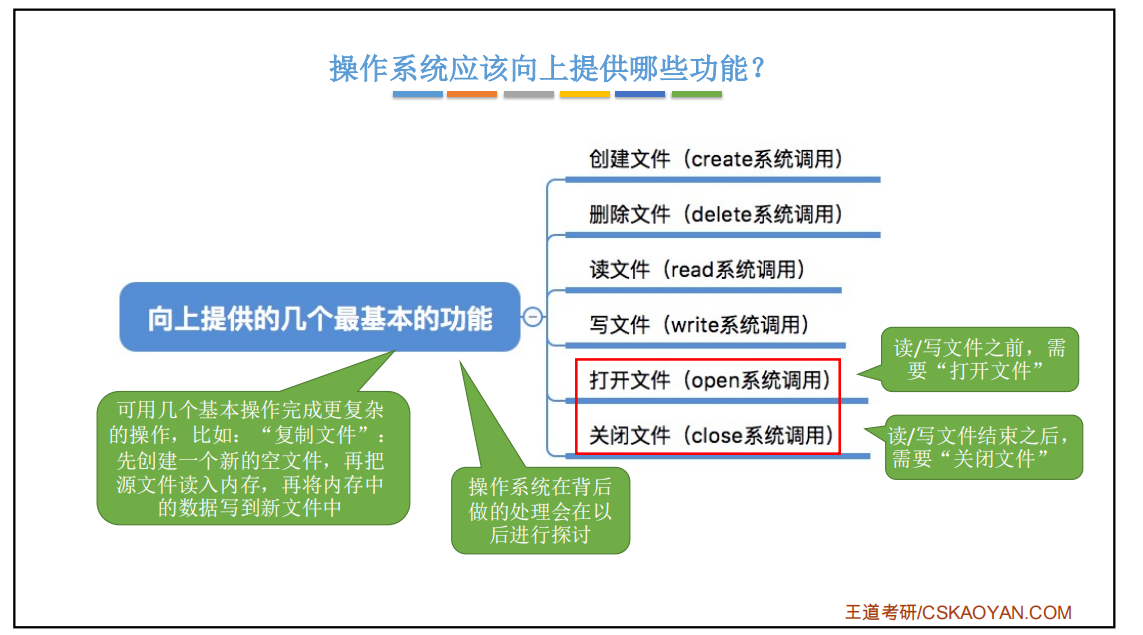 操作系统应该向上提供哪些功能？
创建文件（create系统调用）
删除文件（delete系统调用）
读文件（read系统调用）
向上提供的几个最基本的功能
写文件（write系统调用）
打开文件（open系统调用）
关闭文件（close系统调用）
读/写文件之前，需
要“打开文件”
读/写文件结束之后，
需要“关闭文件”
可用几个基本操作完成更复杂
的操作，比如：“复制文件”：
先创建一个新的空文件，再把
源文件读入内存，再将内存中
的数据写到新文件中
操作系统在背后
做的处理会在以
后进行探讨
王道考研/CSKAOYAN.COM